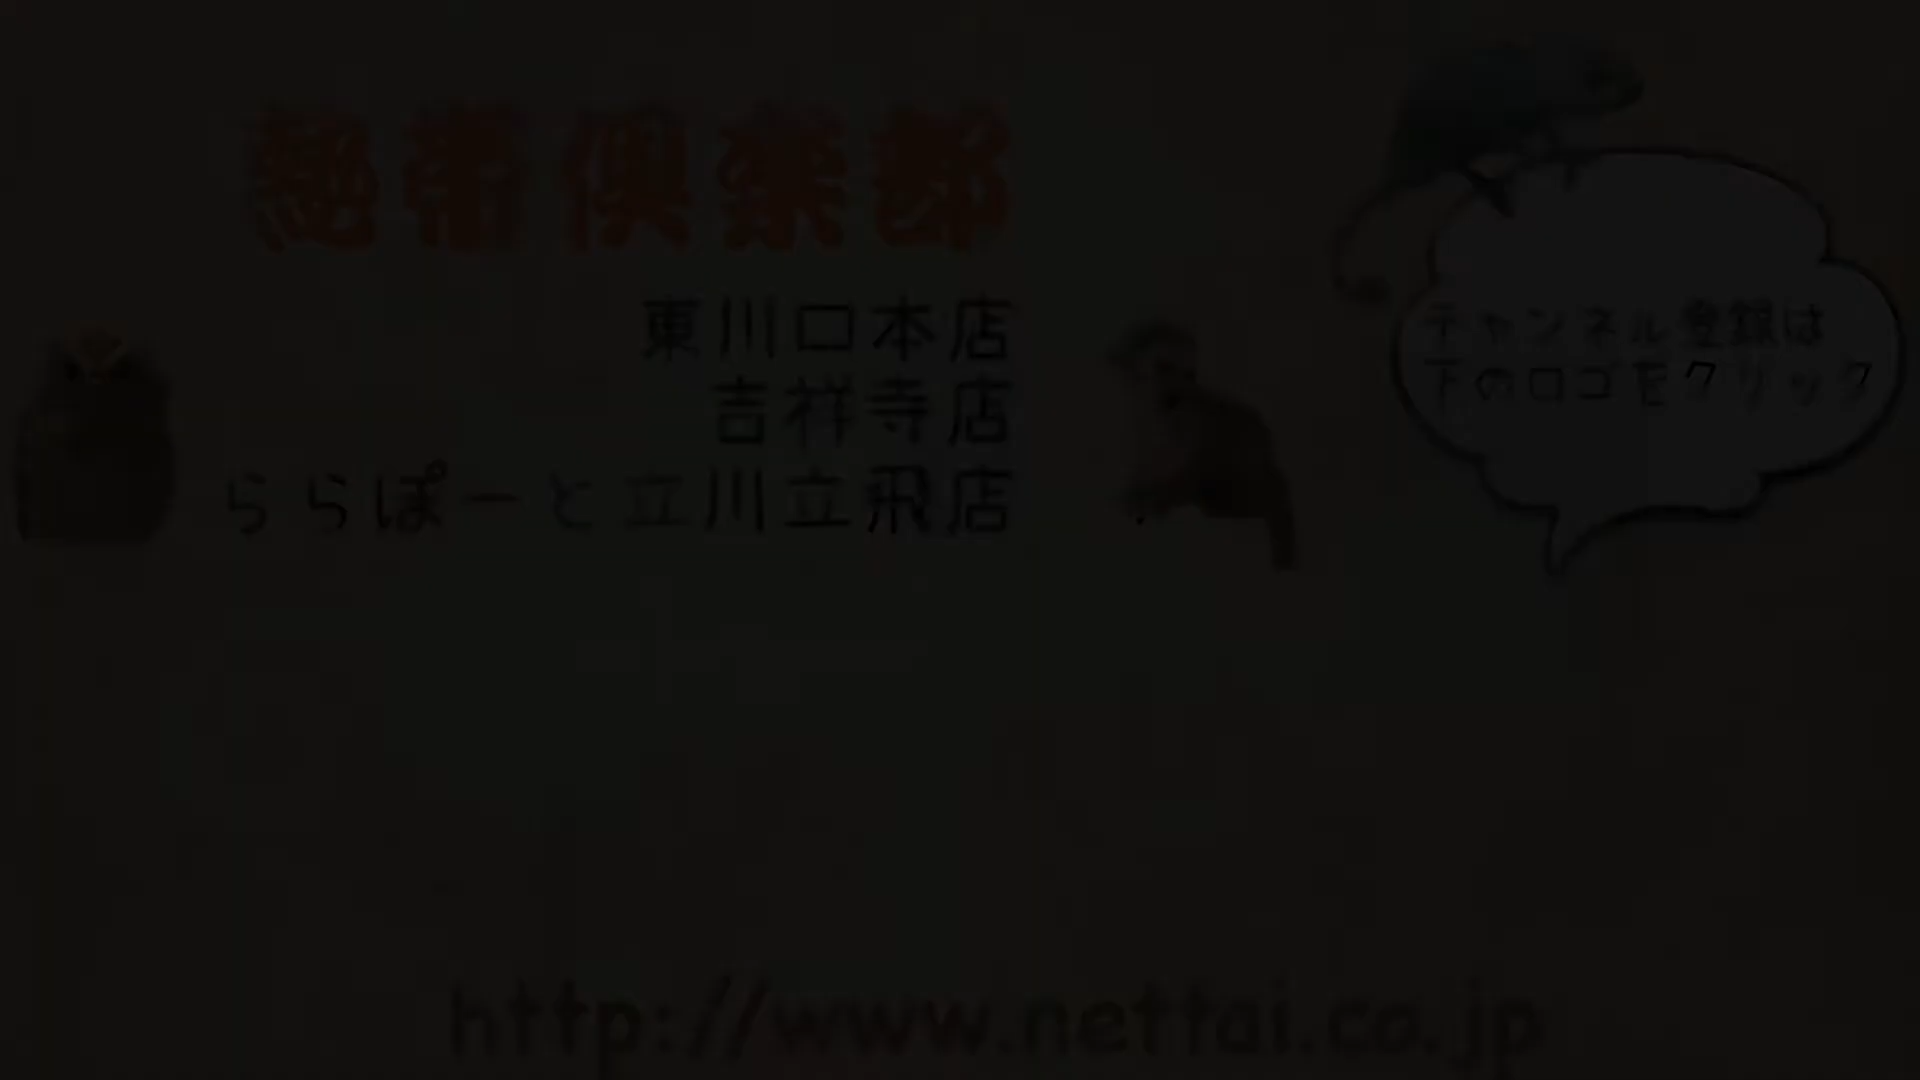 熱帯倶楽部
東川口本店
吉祥寺店
ららぽーと立川立飛店
チャンネル登録は
下のロゴをクリック
http://www.nettai.co.jp